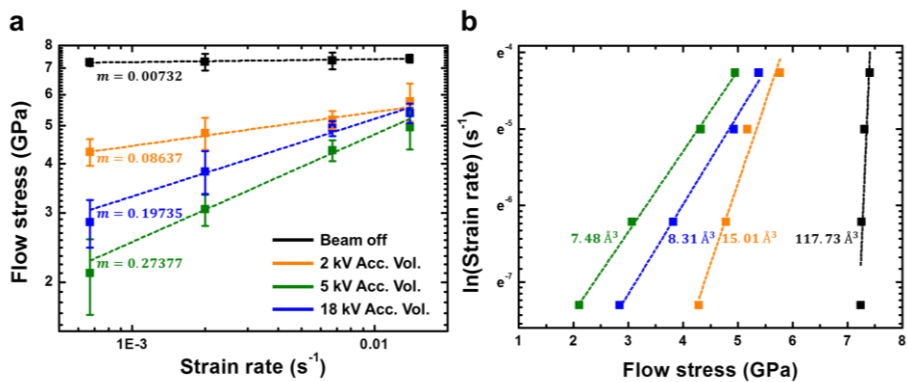 a
8
7
6
5
4
3
2
Flow stress (GPa)
m = 0.00732
m = 0.08637
m = 0.19735
m = 0.27377
Beam off
2 kV Acc. Vol.
5 kV Acc. Vol.
18 kV Acc. Vol.
1E-3 0.01
Strain rate (s⁻¹)
b
e⁻⁴
e⁻⁵
e⁻⁶
e⁻⁷
ln(Strain rate) (s⁻¹)
7.48 Å³ 8.31 Å³ 15.01 Å³ 117.73 Å³
1 2 3 4 5 6 7 8
Flow stress (GPa)